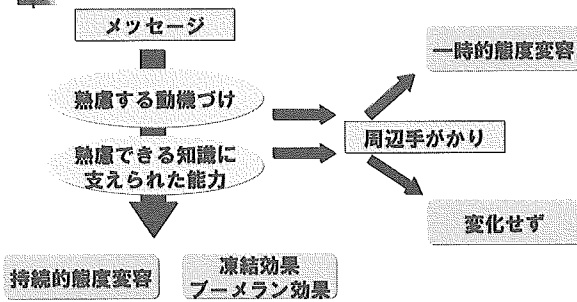 メッセージ
一時的態度変容
熟慮する動機づけ
周辺手がかり
熟慮できる知識に
支えられた能力
変化せず
持続的態度変容
凍結効果
ブーメラン効果